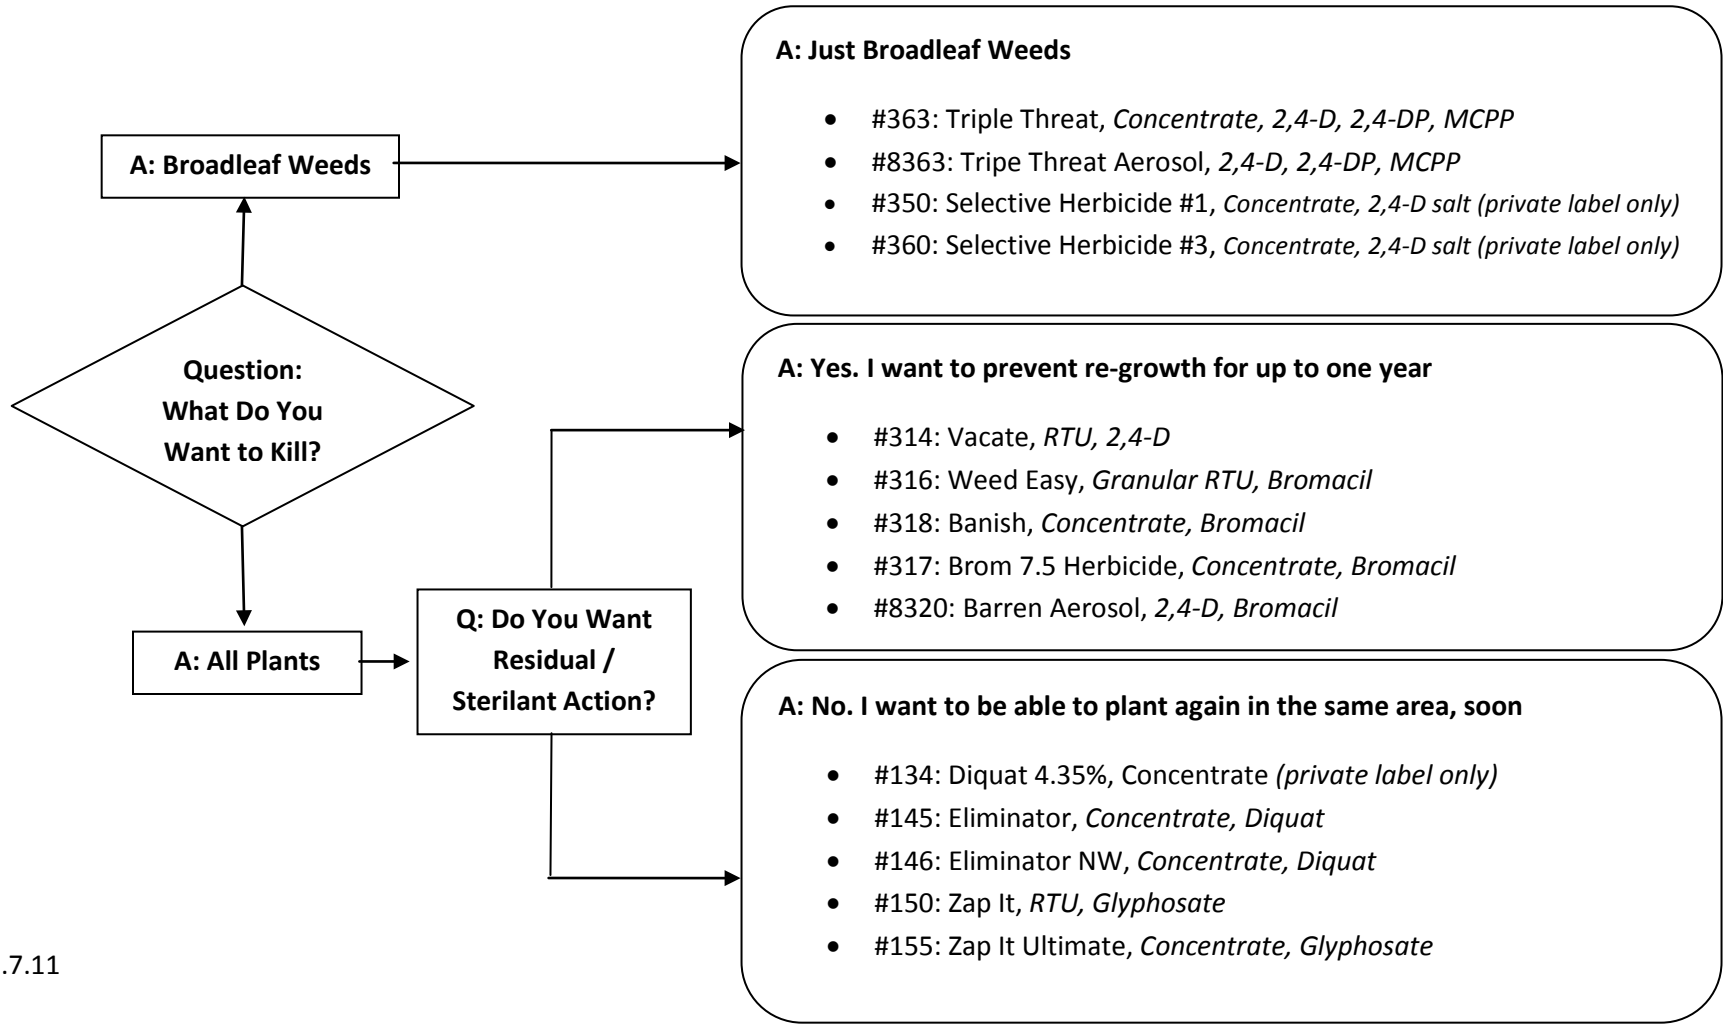 A: Just Broadleaf Weeds
• #363: Triple Threat, Concentrate, 2,4-D, 2,4-DP, MCPP
• #8363: Tripe Threat Aerosol, 2,4-D, 2,4-DP, MCPP
• #350: Selective Herbicide #1, Concentrate, 2,4-D salt (private label only)
• #360: Selective Herbicide #3, Concentrate, 2,4-D salt (private label only)
A: Broadleaf Weeds
Question:
What Do You
Want to Kill?
A: Yes. I want to prevent re-growth for up to one year
• #314: Vacate, RTU, 2,4-D
• #316: Weed Easy, Granular RTU, Bromacil
• #318: Banish, Concentrate, Bromacil
• #317: Brom 7.5 Herbicide, Concentrate, Bromacil
• #8320: Barren Aerosol, 2,4-D, Bromacil
A: All Plants
Q: Do You Want
Residual /
Sterilant Action?
A: No. I want to be able to plant again in the same area, soon
• #134: Diquat 4.35%, Concentrate (private label only)
• #145: Eliminator, Concentrate, Diquat
• #146: Eliminator NW, Concentrate, Diquat
• #150: Zap It, RTU, Glyphosate
• #155: Zap It Ultimate, Concentrate, Glyphosate
.7.11